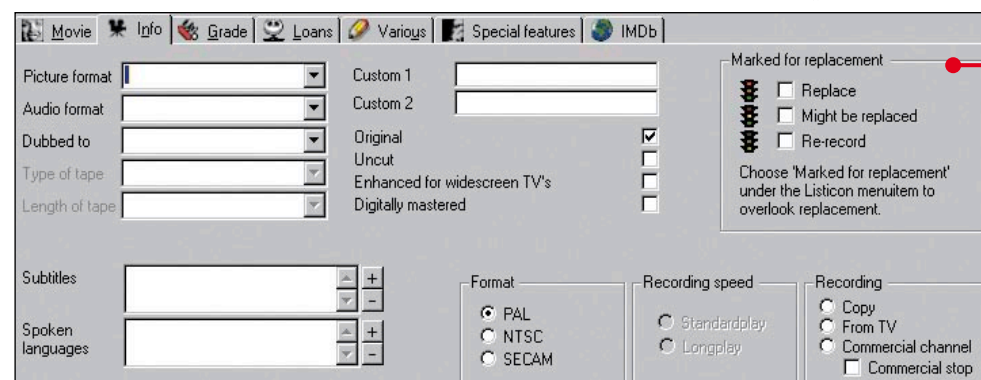 Movie Info Grade Loans Various Special features IMDb
Picture format
Audio format
Dubbed to
Type of tape
Length of tape
Custom 1
Custom 2
Original
Uncut
Enhanced for widescreen TV's
Digitally mastered
Marked for replacement
Replace
Might be replaced
Re-record
Choose 'Marked for replacement'
under the Listicon menuitem to
overlook replacement.
Subtitles
+
-
Spoken
languages
+
-
Format
PAL
NTSC
SECAM
Recording speed
Standardplay
Longplay
Recording
Copy
From TV
Commercial channel
Commercial stop